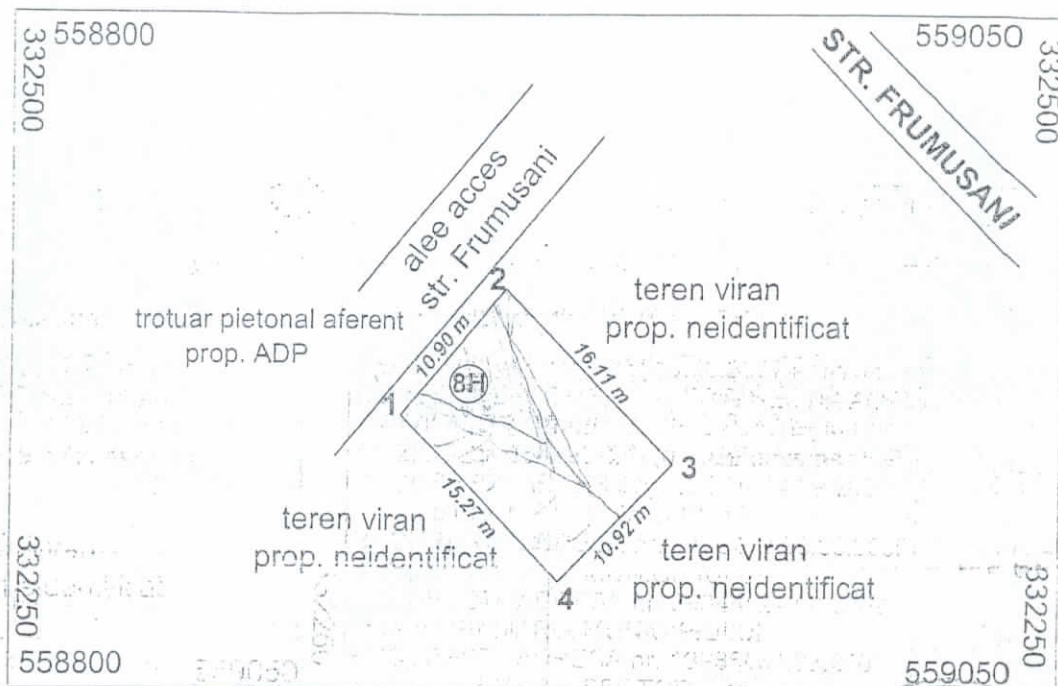 558800
559050
332500
332500
STR. FRUMUSANI
alee acces
str. Frumusani
2
teren viran
prop. neidentificat
trotuar pietonal aferent
prop. ADP
10.90 m
16.11 m
8H
1
3
15.27 m
10.92 m
teren viran
prop. neidentificat
teren viran
prop. neidentificat
4
332250
332250
558800
559050